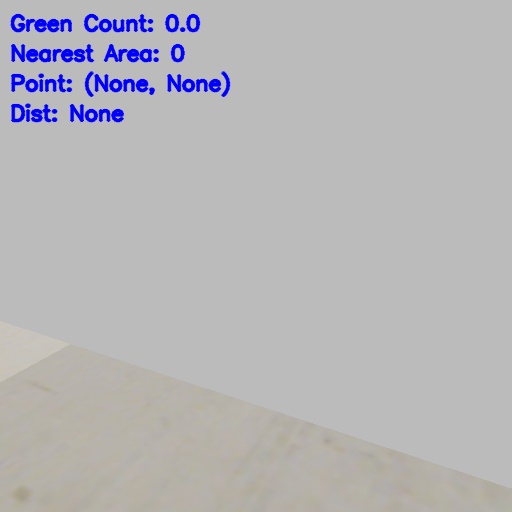 Green Count: 0.0
Nearest Area: 0
Point: (None, None)
Dist: None